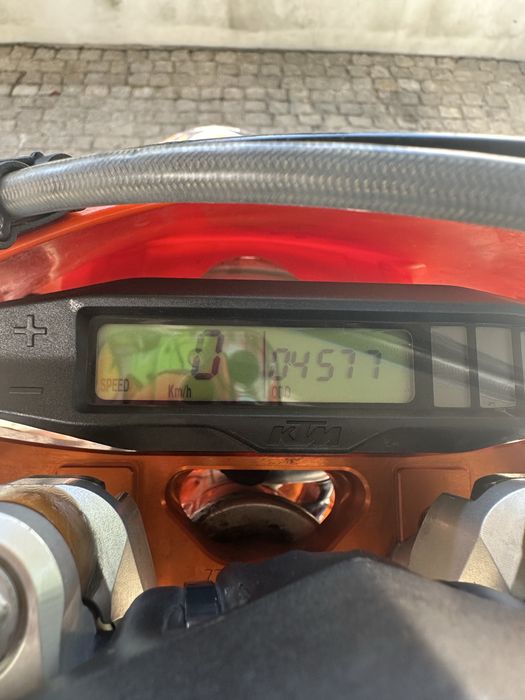 +
0 04577
SPEED Km/h ODO
-
KTM